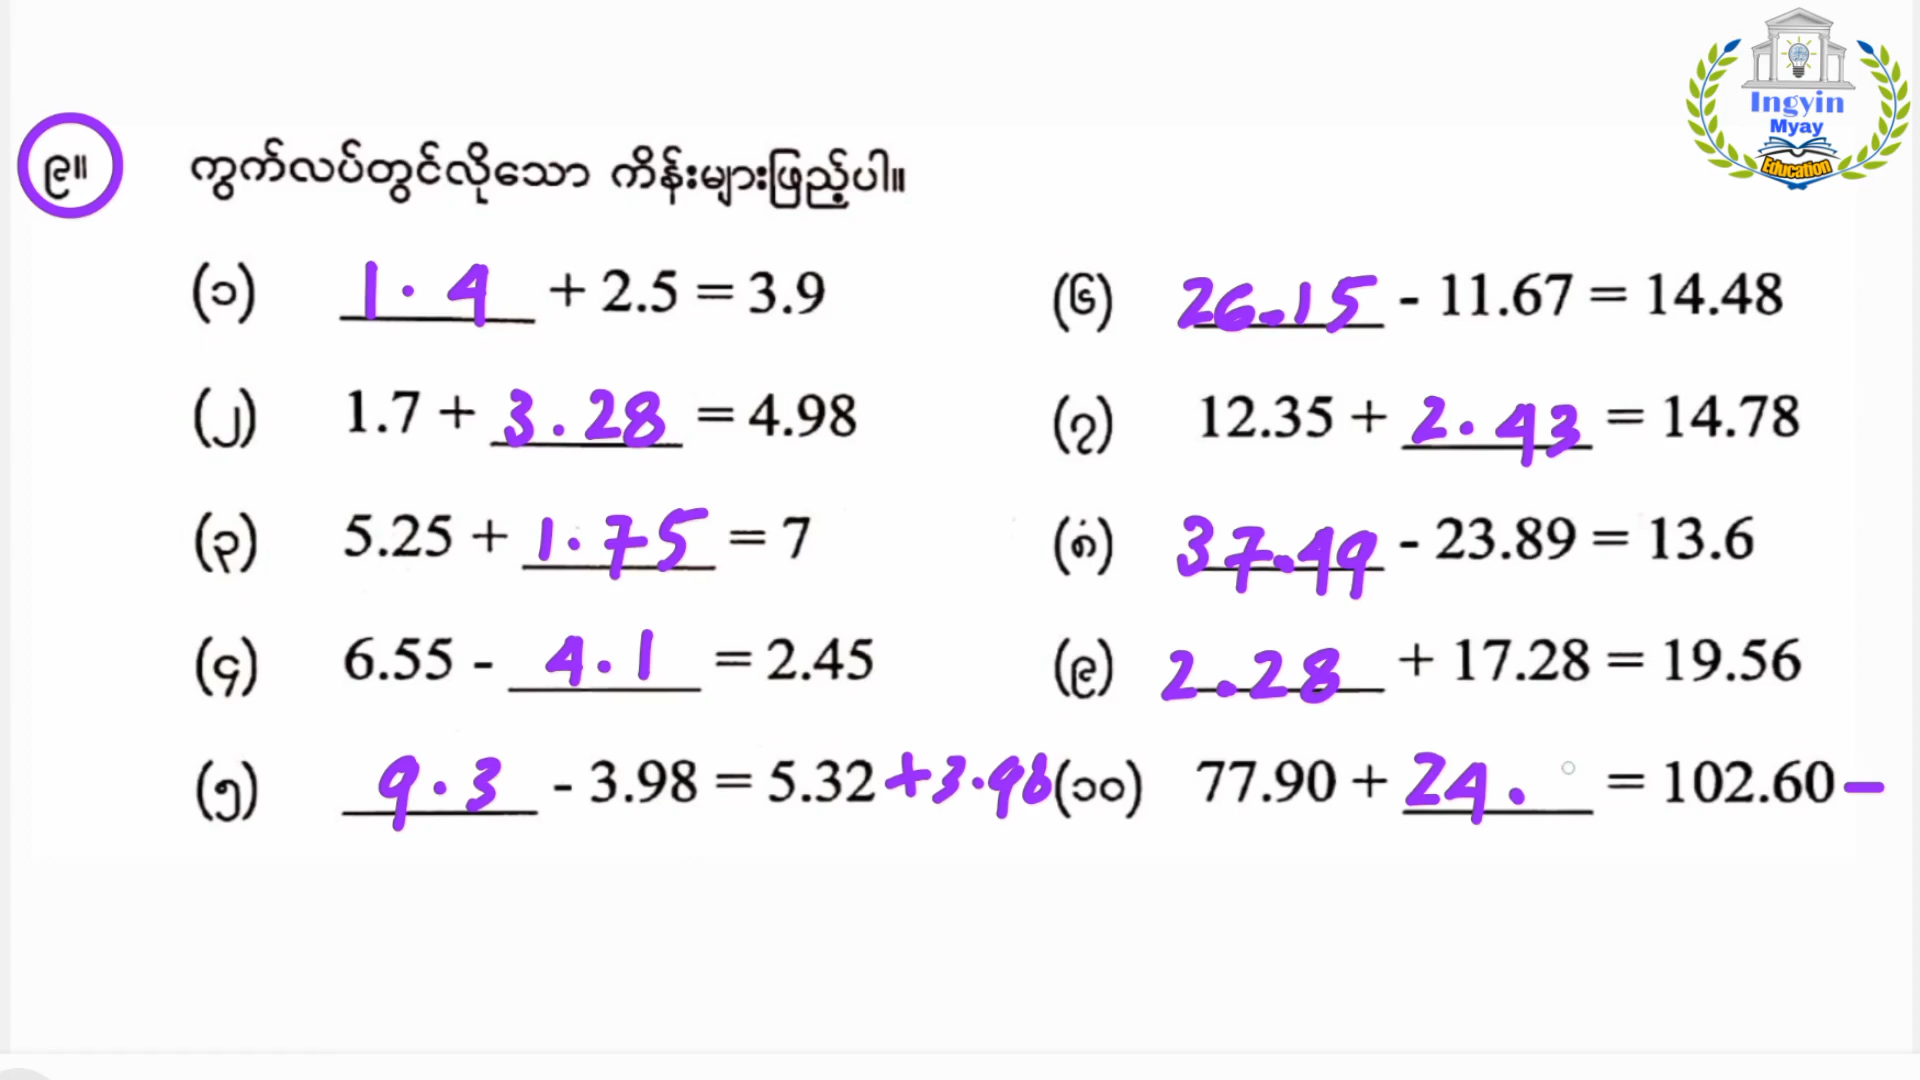 Ingyin
Myay
Education
၉။ ကွက်လပ်တွင်လိုသော ကိန်းများဖြည့်ပါ။
(၁) 1.4 + 2.5 = 3.9
(၂) 1.7 + 3.28 = 4.98
(၃) 5.25 + 1.75 = 7
(၄) 6.55 - 4.1 = 2.45
(၅) 9.3 - 3.98 = 5.32 +3.98
(၆) 26.15 - 11.67 = 14.48
(၇) 12.35 + 2.43 = 14.78
(၈) 37.49 - 23.89 = 13.6
(၉) 2.28 + 17.28 = 19.56
(၁၀) 77.90 + 24. = 102.60 -